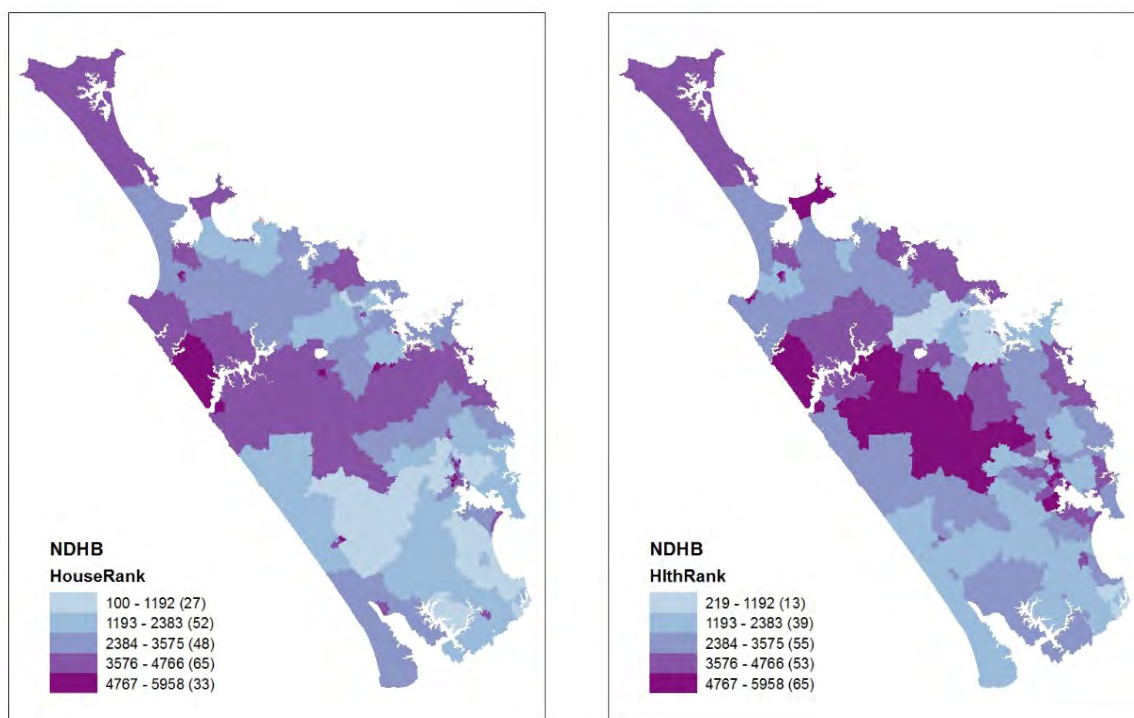 NDHB
HouseRank
100 - 1192 (27)
1193 - 2383 (52)
2384 - 3575 (48)
3576 - 4766 (65)
4767 - 5958 (33)
NDHB
HlthRank
219 - 1192 (13)
1193 - 2383 (39)
2384 - 3575 (55)
3576 - 4766 (53)
4767 - 5958 (65)